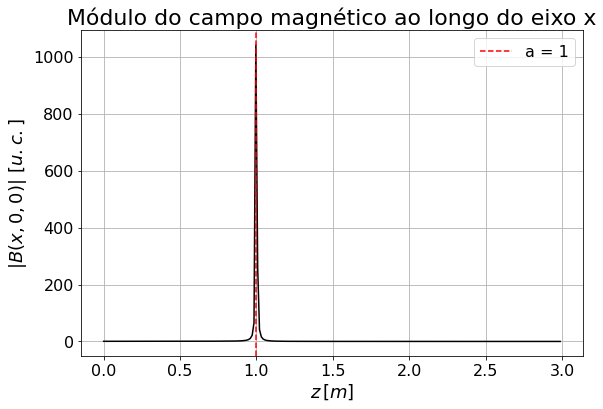 Módulo do campo magnético ao longo do eixo x
|B(x, 0, 0)| [u. c. ]
1000
800
600
400
200
0
a = 1
0.0 0.5 1.0 1.5 2.0 2.5 3.0
z [m]